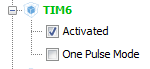 TIM6
Activated
One Pulse Mode